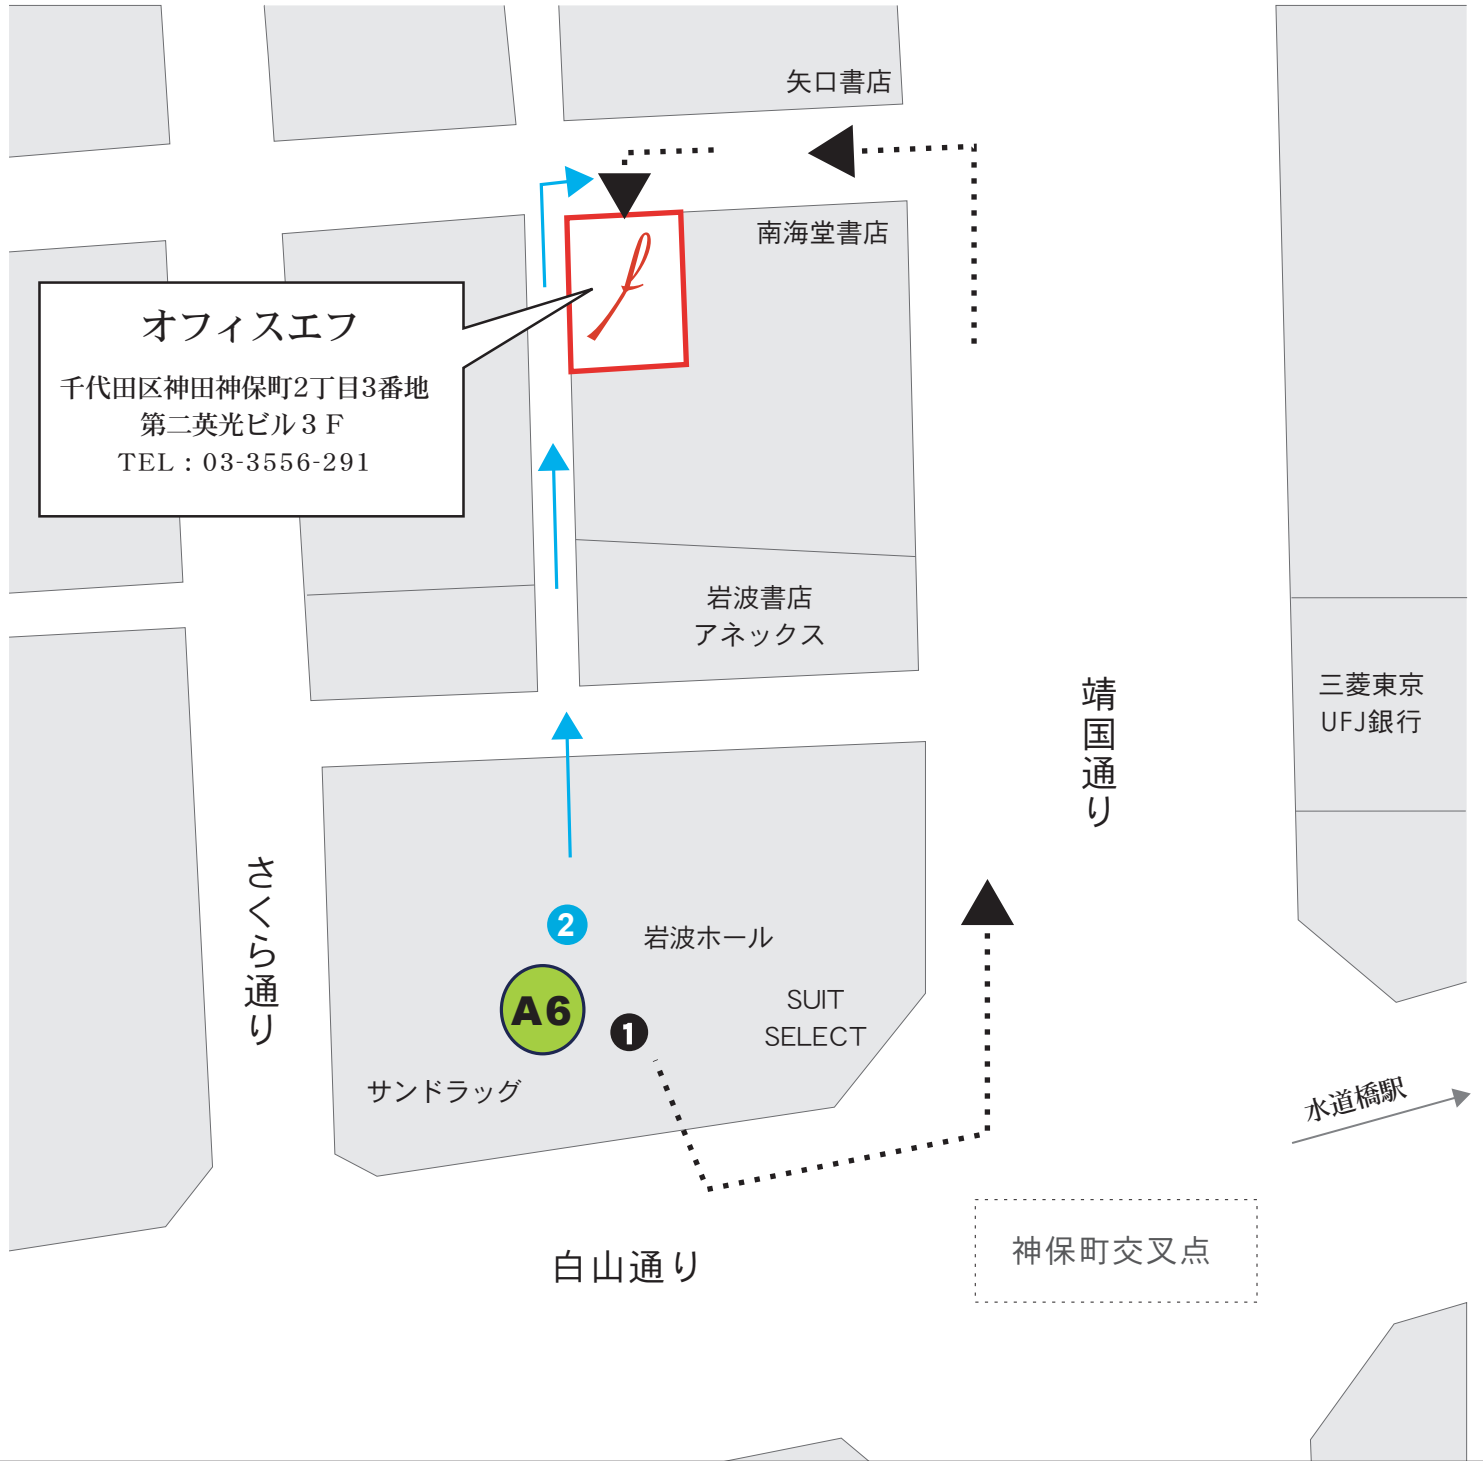 矢口書店
南海堂書店
オフィスエフ
千代田区神田神保町2丁目3番地
第二英光ビル３Ｆ
TEL：03-3556-291
岩波書店
アネックス
靖国通り
三菱東京
UFJ銀行
さくら通り
2
岩波ホール
A6
1
SUIT
SELECT
サンドラッグ
水道橋駅
白山通り
神保町交叉点